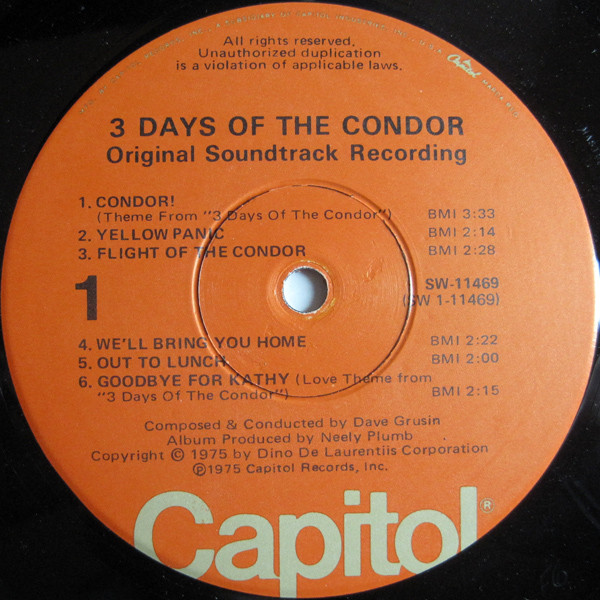 All rights reserved.
Unauthorized duplication
is a violation of applicable laws.
Capitol
3 DAYS OF THE CONDOR
Original Soundtrack Recording
1. CONDOR!
(Theme From "3 Days Of The Condor") BMI 3:33
2. YELLOW PANIC BMI 2:14
3. FLIGHT OF THE CONDOR BMI 2:28
1
SW-11469
(SW 1-11469)
4. WE'LL BRING YOU HOME BMI 2:22
5. OUT TO LUNCH BMI 2:00
6. GOODBYE FOR KATHY (Love Theme from
"3 Days Of The Condor") BMI 2:15
Composed & Conducted by Dave Grusin
Album Produced by Neely Plumb
Copyright © 1975 by Dino De Laurentiis Corporation
℗1975 Capitol Records, Inc.
Capitol®